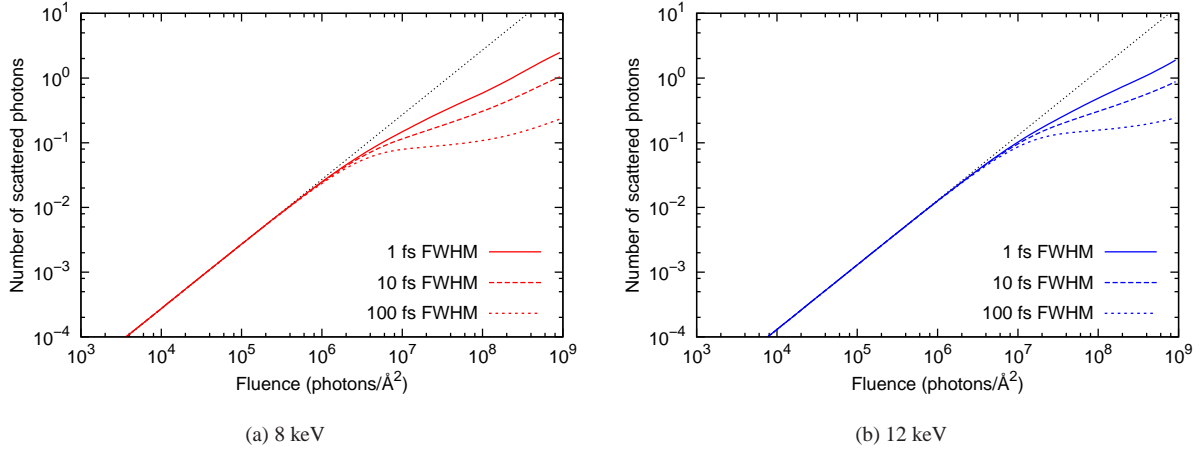 Number of scattered photons
10^1
10^0
10^-1
10^-2
10^-3
10^-4
10^3 10^4 10^5 10^6 10^7 10^8 10^9
Fluence (photons/Å^2)
1 fs FWHM
10 fs FWHM
100 fs FWHM
(a) 8 keV
Number of scattered photons
10^1
10^0
10^-1
10^-2
10^-3
10^-4
10^3 10^4 10^5 10^6 10^7 10^8 10^9
Fluence (photons/Å^2)
1 fs FWHM
10 fs FWHM
100 fs FWHM
(b) 12 keV